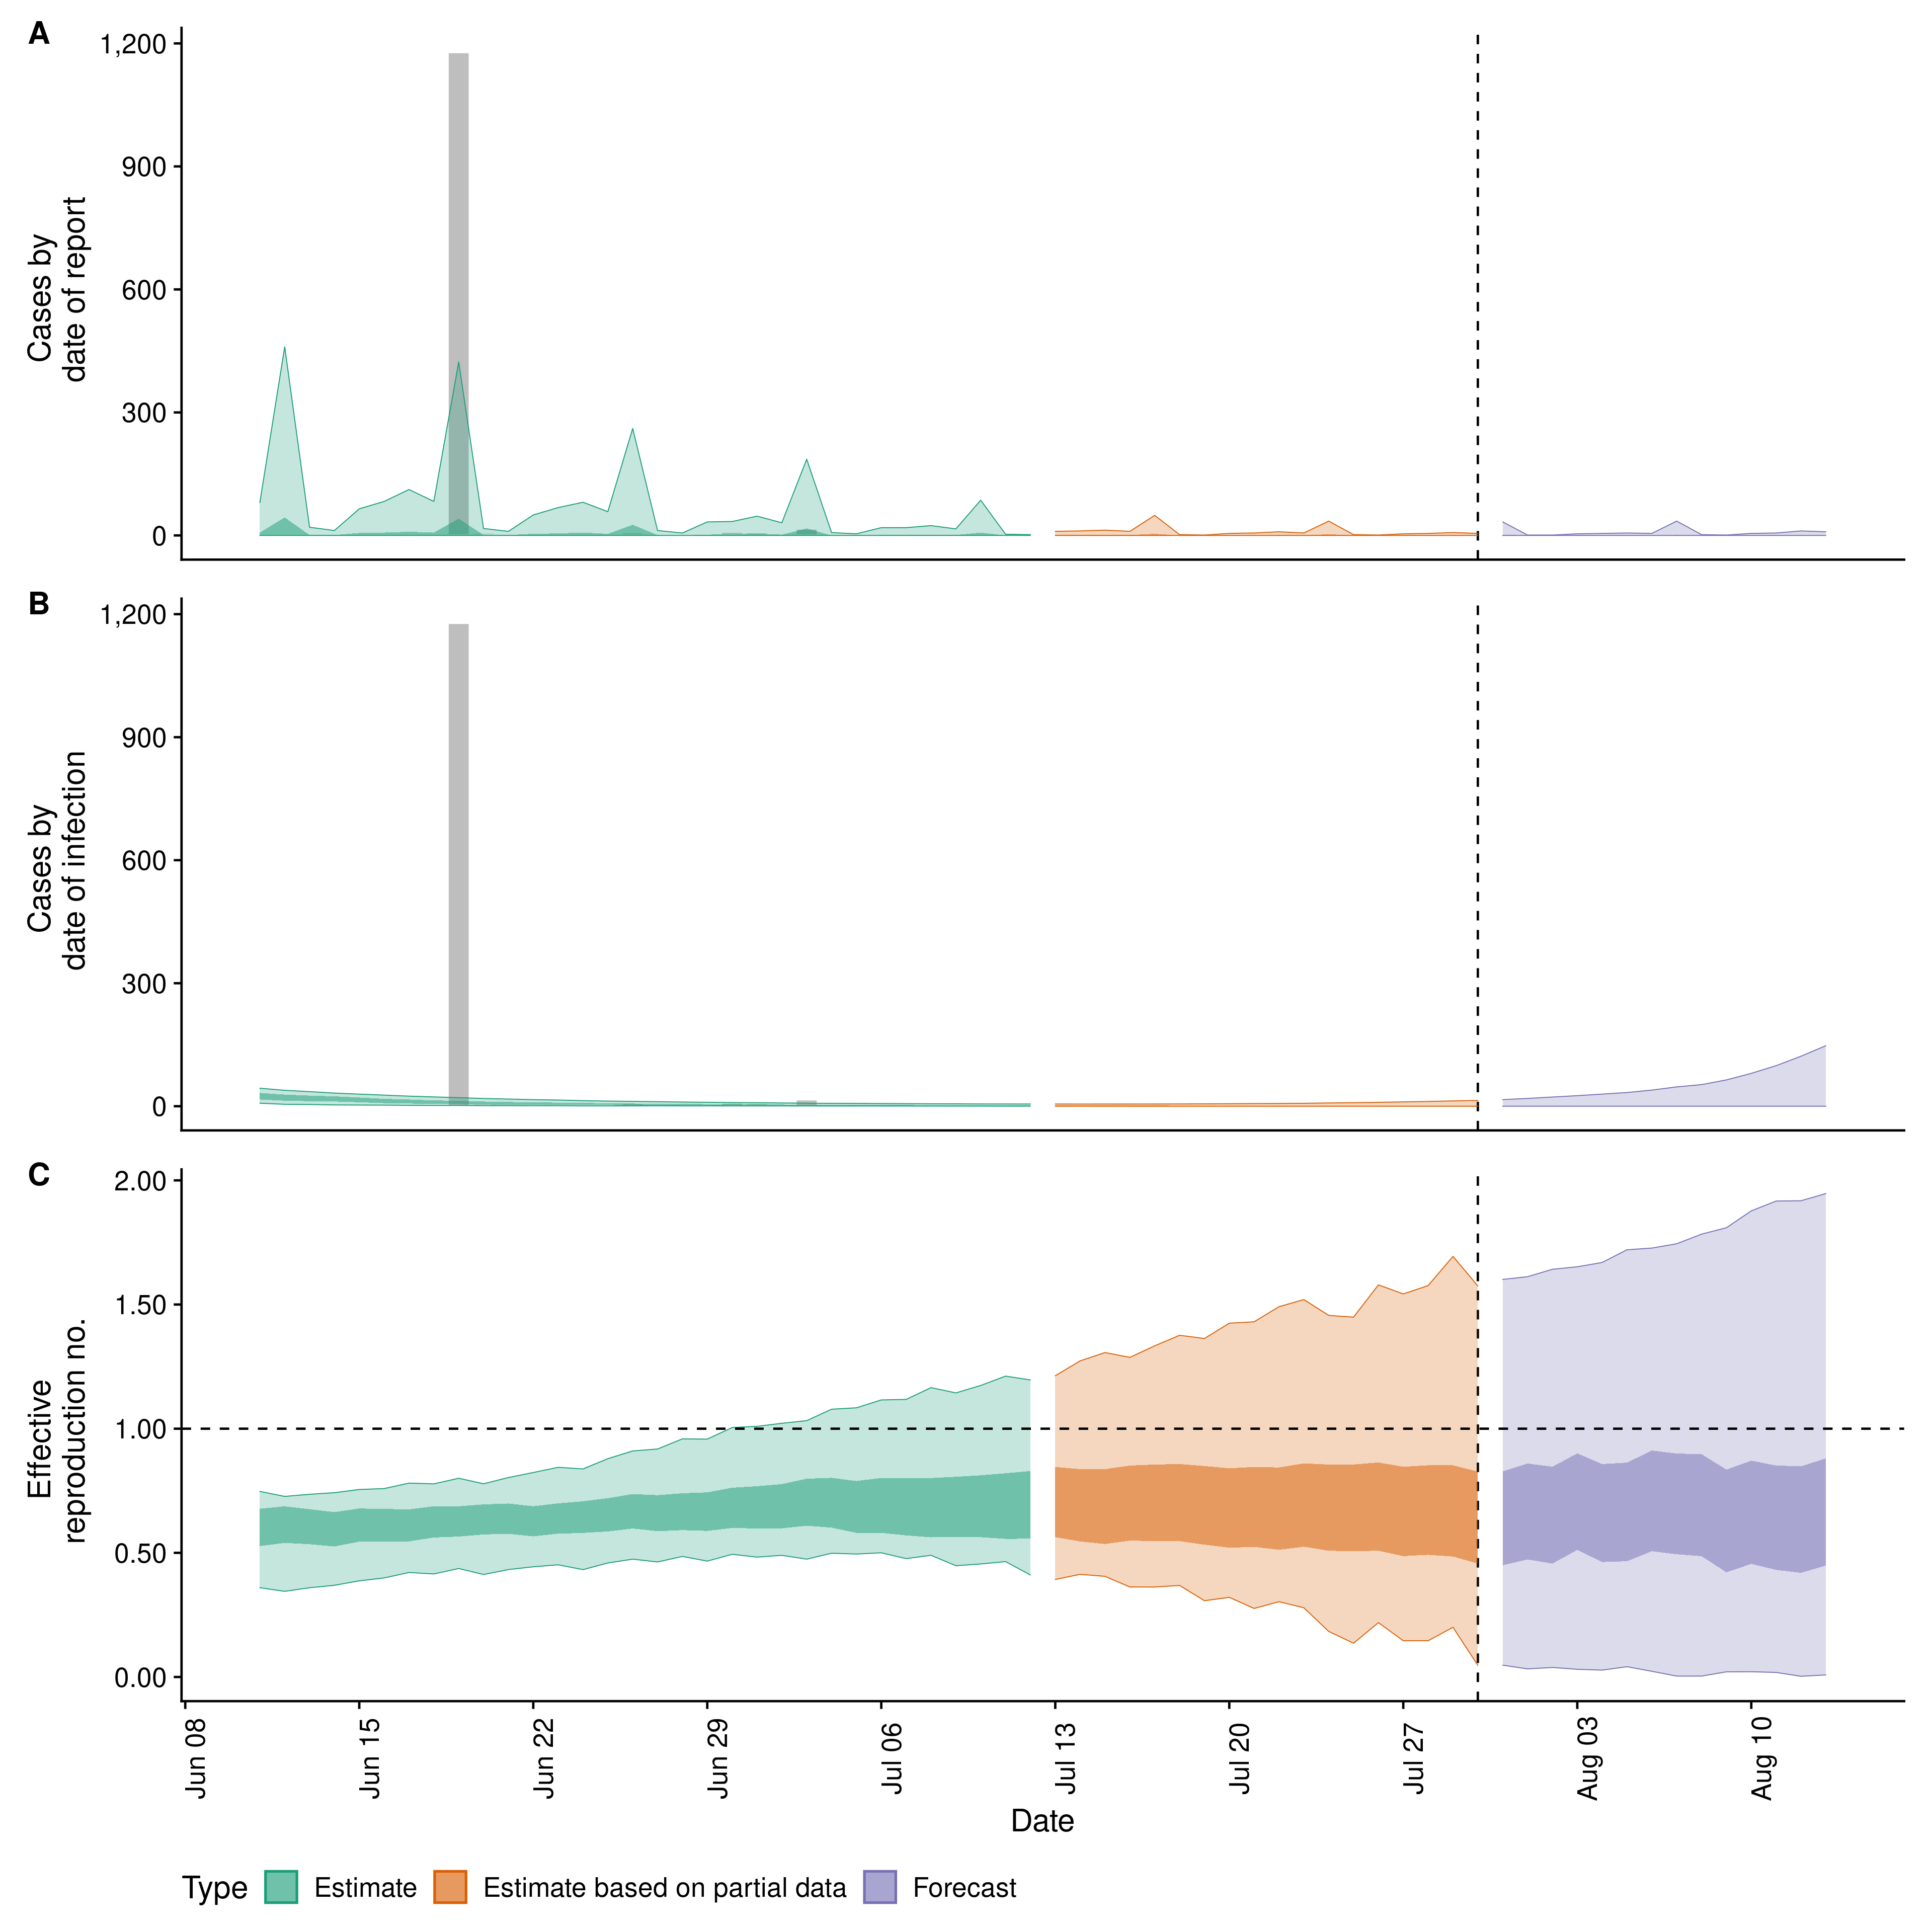 A
Cases by
date of report
1,200
900
600
300
0
B
Cases by
date of infection
1,200
900
600
300
0
C
Effective
reproduction no.
2.00
1.50
1.00
0.50
0.00
Jun 08
Jun 15
Jun 22
Jun 29
Jul 06
Jul 13
Jul 20
Jul 27
Aug 03
Aug 10
Date
Type
Estimate
Estimate based on partial data
Forecast